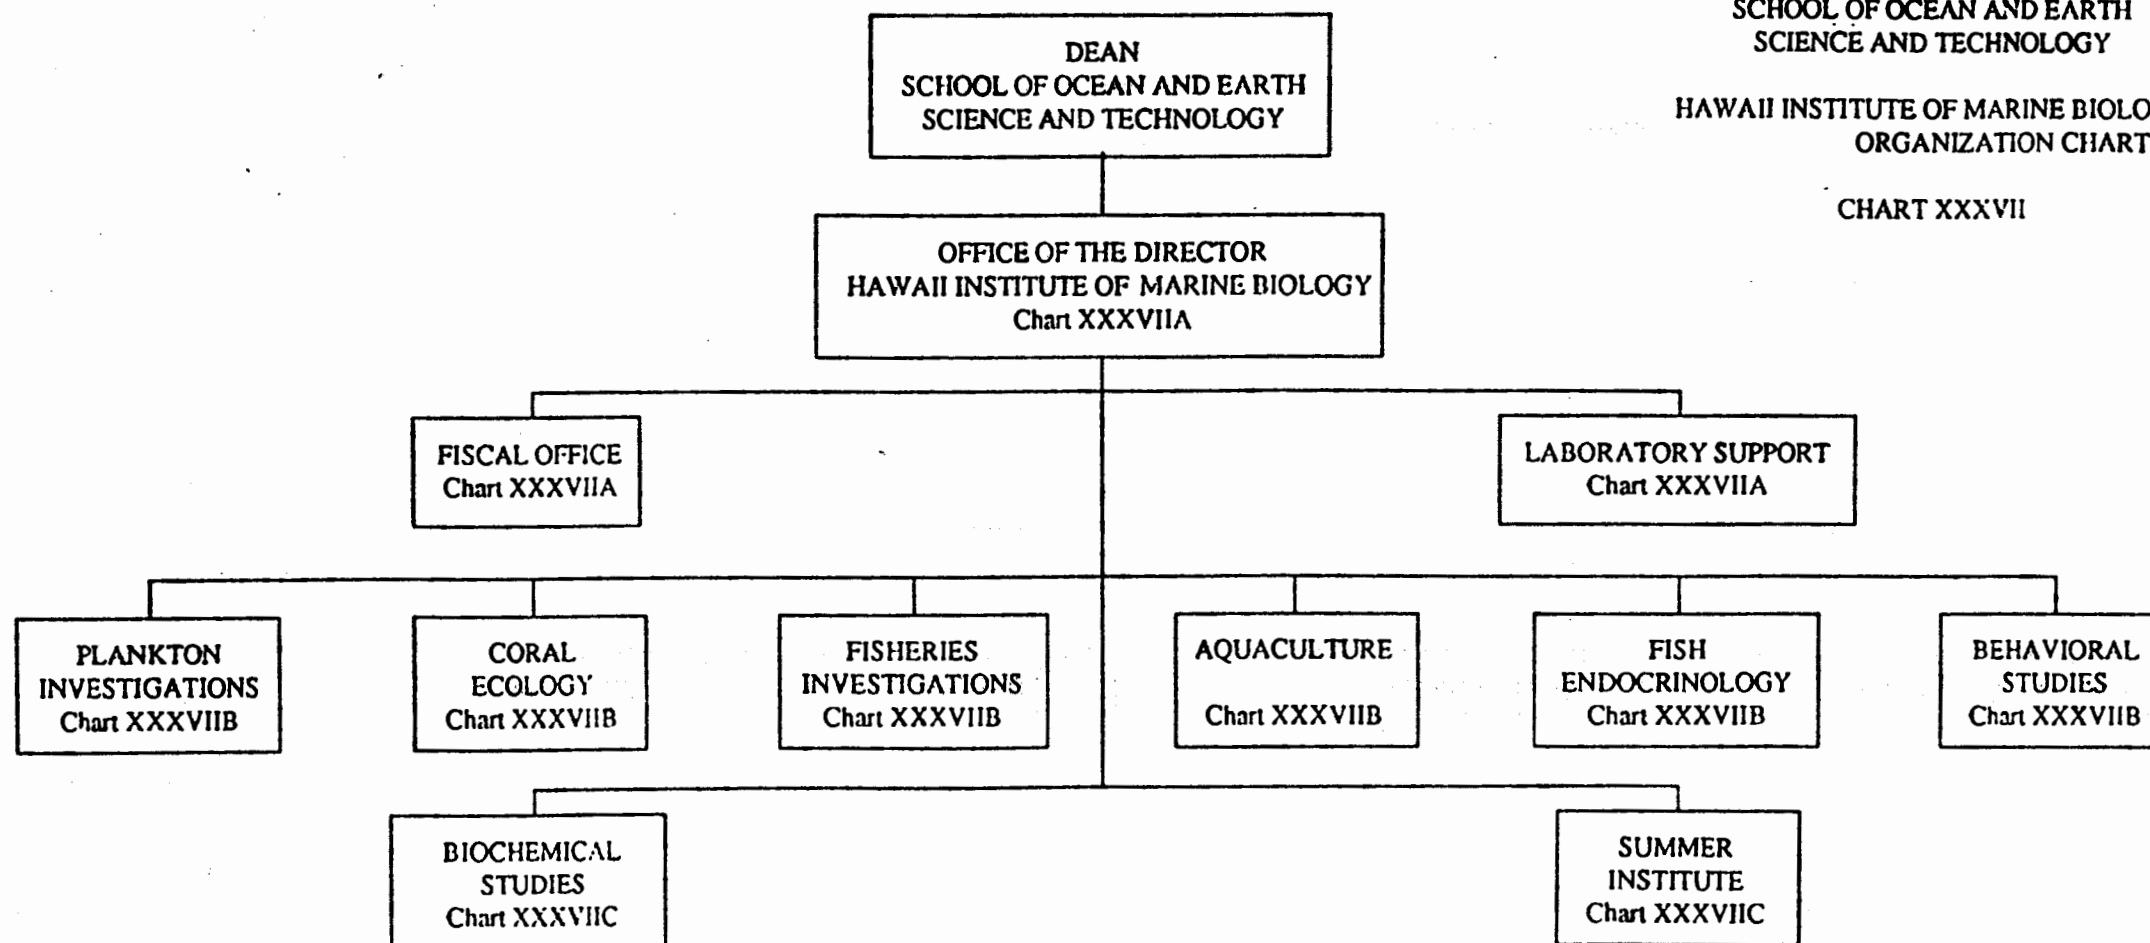 SCHOOL OF OCEAN AND EARTH
SCIENCE AND TECHNOLOGY
HAWAII INSTITUTE OF MARINE BIOLO
ORGANIZATION CHART
CHART XXXVII
DEAN
SCHOOL OF OCEAN AND EARTH
SCIENCE AND TECHNOLOGY
OFFICE OF THE DIRECTOR
HAWAII INSTITUTE OF MARINE BIOLOGY
Chart XXXVIIA
FISCAL OFFICE
Chart XXXVIIA
LABORATORY SUPPORT
Chart XXXVIIA
PLANKTON
INVESTIGATIONS
Chart XXXVIIB
CORAL
ECOLOGY
Chart XXXVIIB
FISHERIES
INVESTIGATIONS
Chart XXXVIIB
AQUACULTURE
Chart XXXVIIB
FISH
ENDOCRINOLOGY
Chart XXXVIIB
BEHAVIORAL
STUDIES
Chart XXXVIIB
BIOCHEMICAL
STUDIES
Chart XXXVIIC
SUMMER
INSTITUTE
Chart XXXVIIC